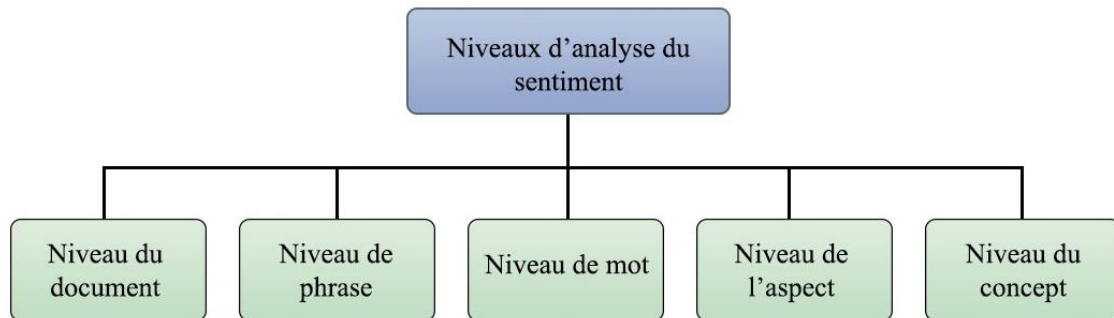 Niveaux d’analyse du
sentiment
Niveau du
document
Niveau de
phrase
Niveau de mot
Niveau de
l’aspect
Niveau du
concept